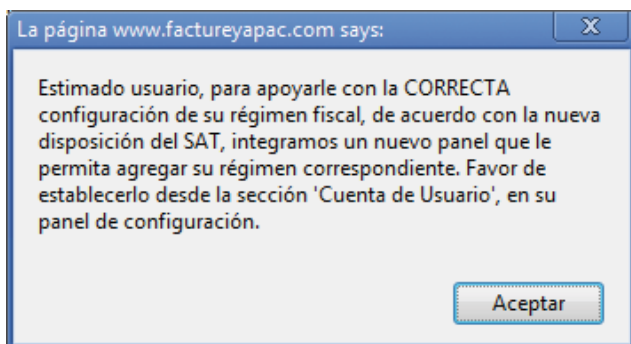 La página www.factureyapac.com says:
Estimado usuario, para apoyarle con la CORRECTA
configuración de su régimen fiscal, de acuerdo con la nueva
disposición del SAT, integramos un nuevo panel que le
permita agregar su régimen correspondiente. Favor de
establecerlo desde la sección 'Cuenta de Usuario', en su
panel de configuración.
Aceptar